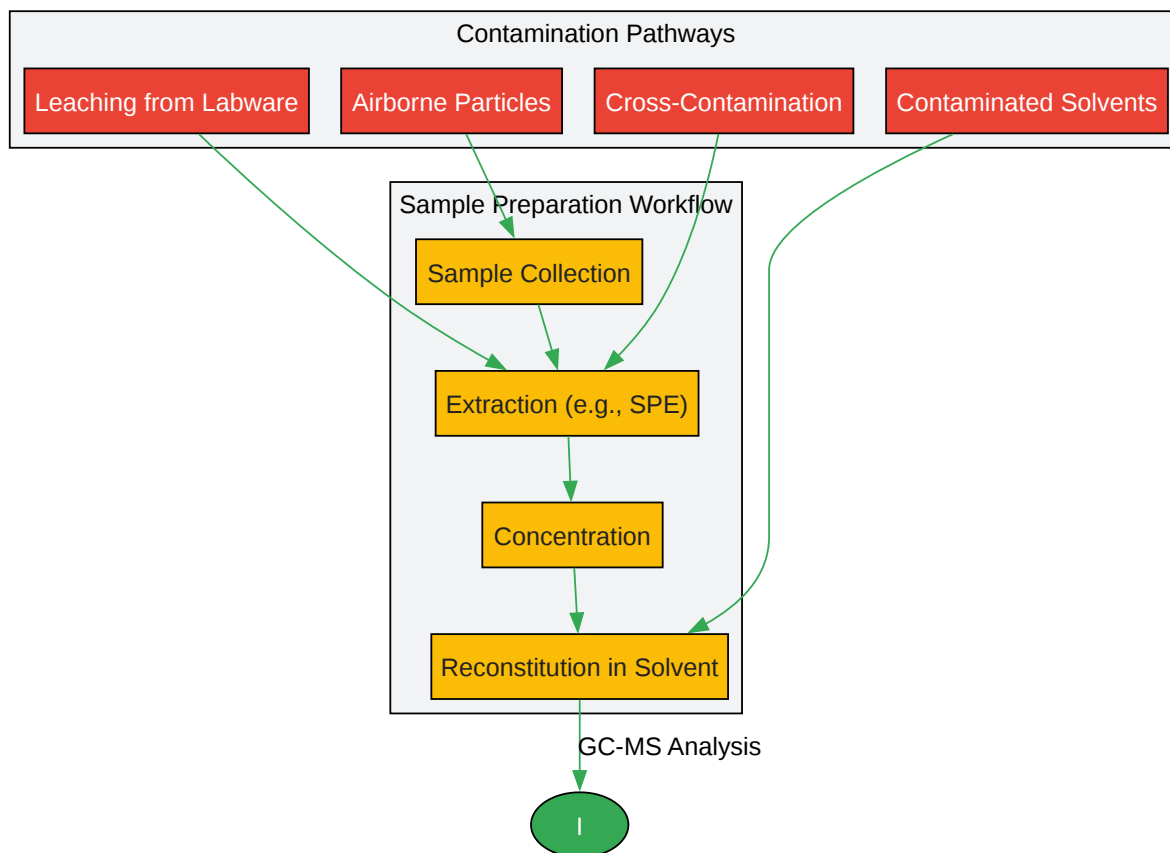 Contamination Pathways
Leaching from Labware
Airborne Particles
Cross-Contamination
Contaminated Solvents
Sample Preparation Workflow
Sample Collection
Extraction (e.g., SPE)
Concentration
Reconstitution in Solvent
GC-MS Analysis
I